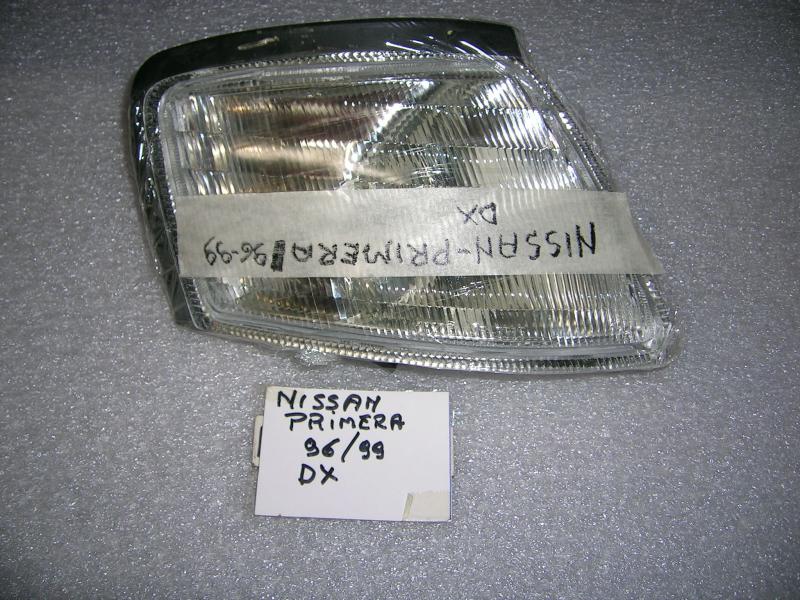 NISSAN-PRIMERA/96-99
DX
NISSAN
PRIMERA
96/99
DX